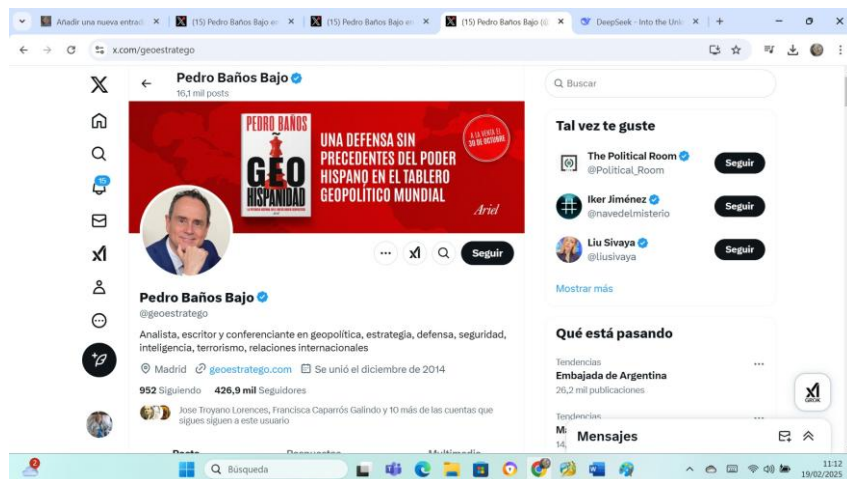 Añadir una nueva entrad
(15) Pedro Baños Bajo en
(15) Pedro Baños Bajo en
(15) Pedro Baños Bajo (@
DeepSeek - Into the Unk
x.com/geoestratego
Pedro Baños Bajo
16,1 mil posts
Buscar
PEDRO BAÑOS
GEO
HISPANIDAD
UNA DEFENSA SIN
PRECEDENTES DEL PODER
HISPANO EN EL TABLERO
GEOPOLÍTICO MUNDIAL
A LA VENTA EL
30 DE OCTUBRE
Ariel
15
Seguir
Pedro Baños Bajo
@geoestratego
Analista, escritor y conferenciante en geopolítica, estrategia, defensa, seguridad,
inteligencia, terrorismo, relaciones internacionales
Madrid geoestratego.com Se unió el diciembre de 2014
952 Siguiendo 426,9 mil Seguidores
Jose Troyano Lorences, Francisca Caparrós Galindo y 10 más de las cuentas que
sigues siguen a este usuario
Posts Respuestas Multimedia
Tal vez te guste
The Political Room
@Political_Room
Seguir
Iker Jiménez
@navedelmisterio
Seguir
Liu Sivaya
@liusivaya
Seguir
Mostrar más
Qué está pasando
Tendencias
Embajada de Argentina
26,2 mil publicaciones
Tendencias
GROK
Mensajes
2
Búsqueda
11:12
19/02/2025